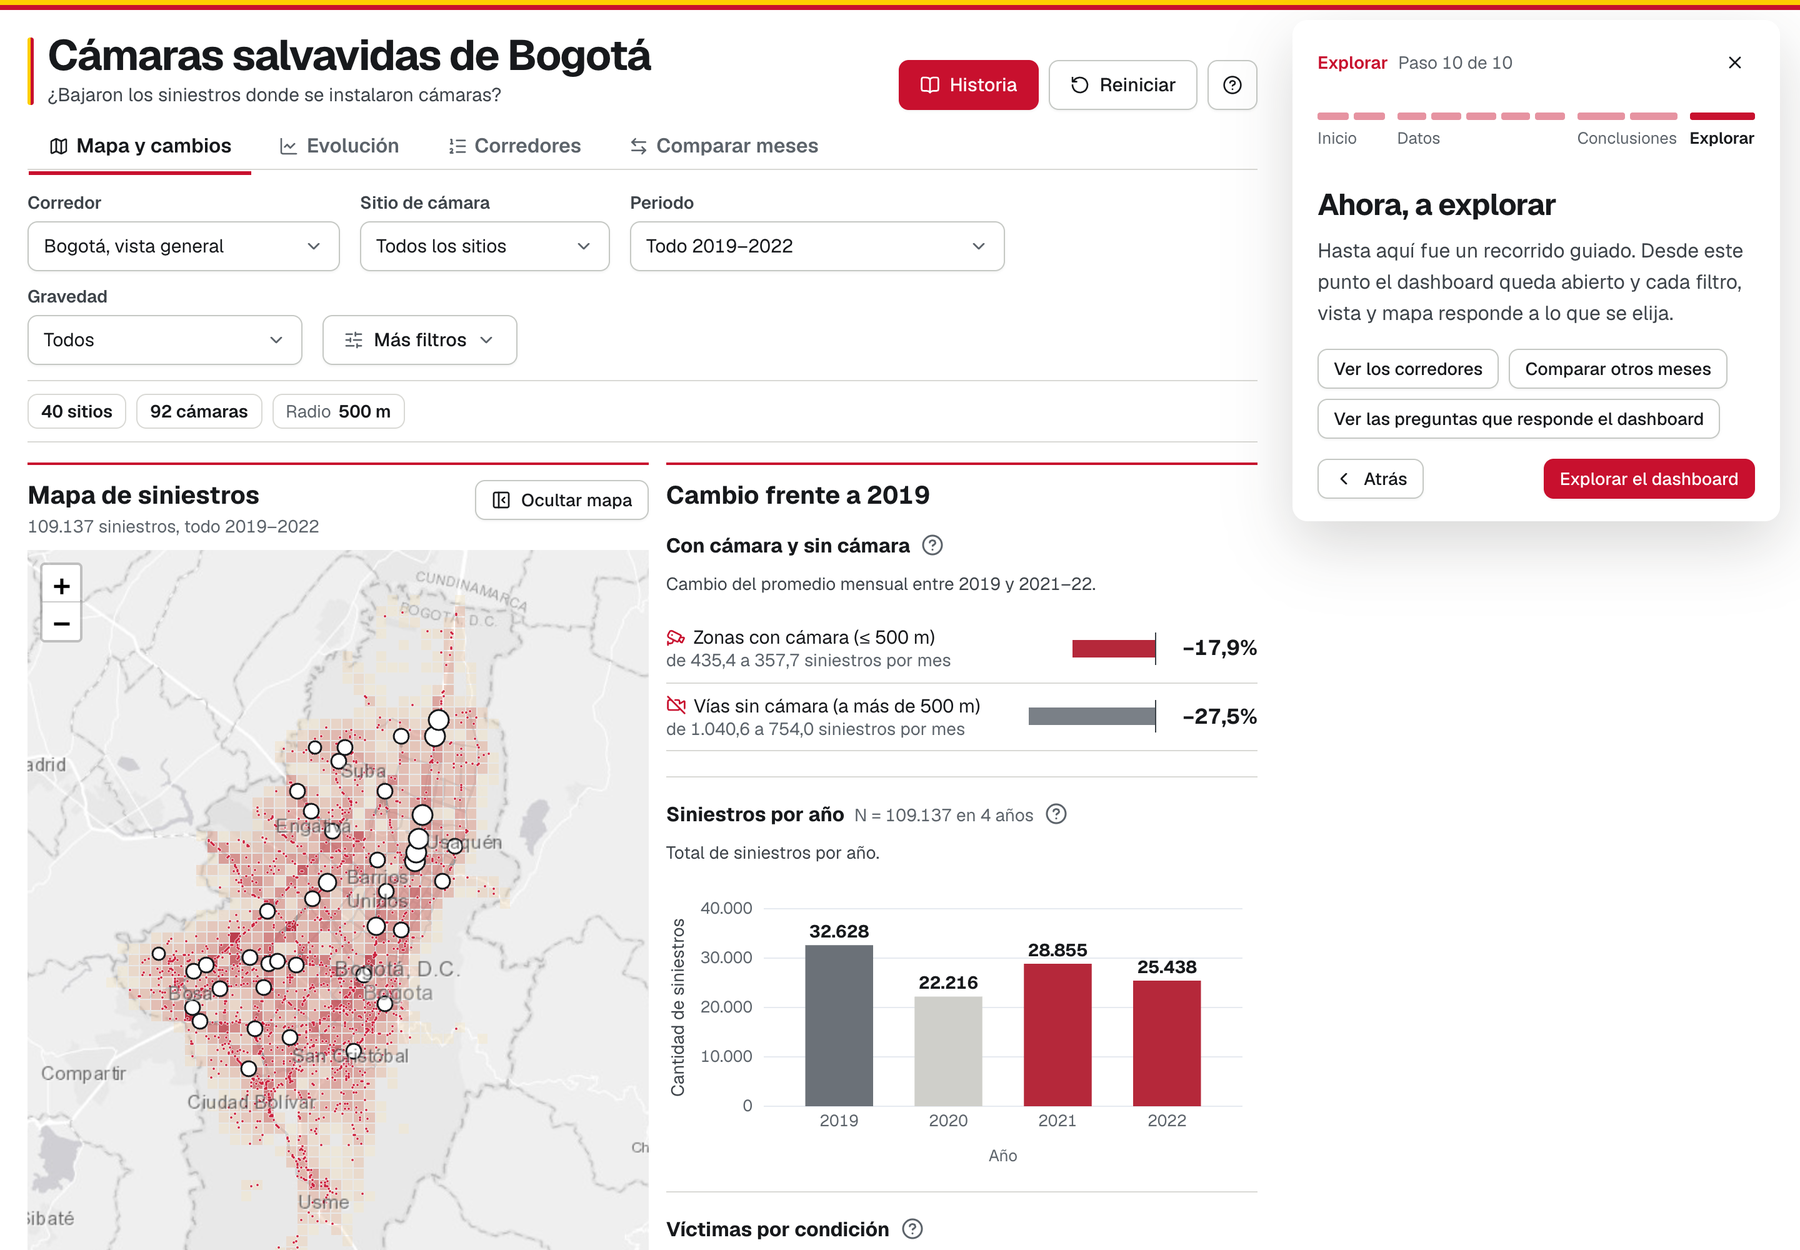 Cámaras salvavidas de Bogotá
¿Bajaron los siniestros donde se instalaron cámaras?
Historia
Reiniciar
Mapa y cambios
Evolución
Corredores
Comparar meses
Corredor
Bogotá, vista general
Sitio de cámara
Todos los sitios
Periodo
Todo 2019–2022
Gravedad
Todos
Más filtros
40 sitios
92 cámaras
Radio 500 m
Mapa de siniestros
109.137 siniestros, todo 2019–2022
Ocultar mapa
+
−
CUNDINAMARCA
BOGOTÁ D.C.
adrid
Suba
Engativá
Usaquén
Barrios
Unidos
Bogotá, D.C.
Bogota
Bosa
San Cristóbal
Compartir
Ciudad Bolívar
Ch
Usme
Sibaté
Cambio frente a 2019
Con cámara y sin cámara
Cambio del promedio mensual entre 2019 y 2021–22.
Zonas con cámara (≤ 500 m)
de 435,4 a 357,7 siniestros por mes
−17,9%
Vías sin cámara (a más de 500 m)
de 1.040,6 a 754,0 siniestros por mes
−27,5%
Siniestros por año N = 109.137 en 4 años
Total de siniestros por año.
Cantidad de siniestros
40.000
30.000
20.000
10.000
0
32.628
22.216
28.855
25.438
2019
2020
2021
2022
Año
Víctimas por condición
Explorar Paso 10 de 10
Inicio
Datos
Conclusiones
Explorar
Ahora, a explorar
Hasta aquí fue un recorrido guiado. Desde este
punto el dashboard queda abierto y cada filtro,
vista y mapa responde a lo que se elija.
Ver los corredores
Comparar otros meses
Ver las preguntas que responde el dashboard
Atrás
Explorar el dashboard